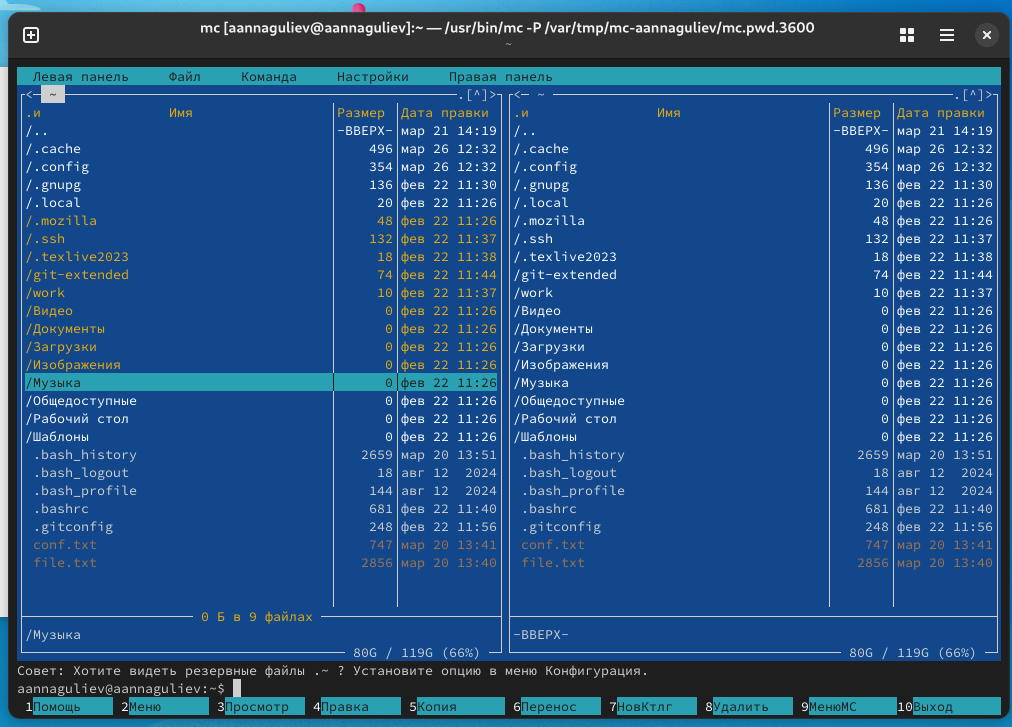 mc [aannaguliev@aannaguliev]:~ — /usr/bin/mc -P /var/tmp/mc-aannaguliev/mc.pwd.3600
~
Левая панель Файл Команда Настройки Правая панель
<- ~ .[^]> <- ~ .[^]>
.и Имя Размер Дата правки .и Имя Размер Дата правки
/.. -ВВЕРХ- мар 21 14:19 /.. -ВВЕРХ- мар 21 14:19
/.cache 496 мар 26 12:32 /.cache 496 мар 26 12:32
/.config 354 мар 26 12:32 /.config 354 мар 26 12:32
/.gnupg 136 фев 22 11:30 /.gnupg 136 фев 22 11:30
/.local 20 фев 22 11:26 /.local 20 фев 22 11:26
/.mozilla 48 фев 22 11:26 /.mozilla 48 фев 22 11:26
/.ssh 132 фев 22 11:37 /.ssh 132 фев 22 11:37
/.texlive2023 18 фев 22 11:38 /.texlive2023 18 фев 22 11:38
/git-extended 74 фев 22 11:44 /git-extended 74 фев 22 11:44
/work 10 фев 22 11:37 /work 10 фев 22 11:37
/Видео 0 фев 22 11:26 /Видео 0 фев 22 11:26
/Документы 0 фев 22 11:26 /Документы 0 фев 22 11:26
/Загрузки 0 фев 22 11:26 /Загрузки 0 фев 22 11:26
/Изображения 0 фев 22 11:26 /Изображения 0 фев 22 11:26
/Музыка 0 фев 22 11:26 /Музыка 0 фев 22 11:26
/Общедоступные 0 фев 22 11:26 /Общедоступные 0 фев 22 11:26
/Рабочий стол 0 фев 22 11:26 /Рабочий стол 0 фев 22 11:26
/Шаблоны 0 фев 22 11:26 /Шаблоны 0 фев 22 11:26
.bash_history 2659 мар 20 13:51 .bash_history 2659 мар 20 13:51
.bash_logout 18 авг 12 2024 .bash_logout 18 авг 12 2024
.bash_profile 144 авг 12 2024 .bash_profile 144 авг 12 2024
.bashrc 681 фев 22 11:40 .bashrc 681 фев 22 11:40
.gitconfig 248 фев 22 11:56 .gitconfig 248 фев 22 11:56
conf.txt 747 мар 20 13:41 conf.txt 747 мар 20 13:41
file.txt 2856 мар 20 13:40 file.txt 2856 мар 20 13:40
0 Б в 9 файлах
/Музыка -ВВЕРХ-
80G / 119G (66%) 80G / 119G (66%)
Совет: Хотите видеть резервные файлы .~ ? Установите опцию в меню Конфигурация.
aannaguliev@aannaguliev:~$
1Помощь 2Меню 3Просмотр 4Правка 5Копия 6Перенос 7НовКтлг 8Удалить 9МенюMC 10Выход